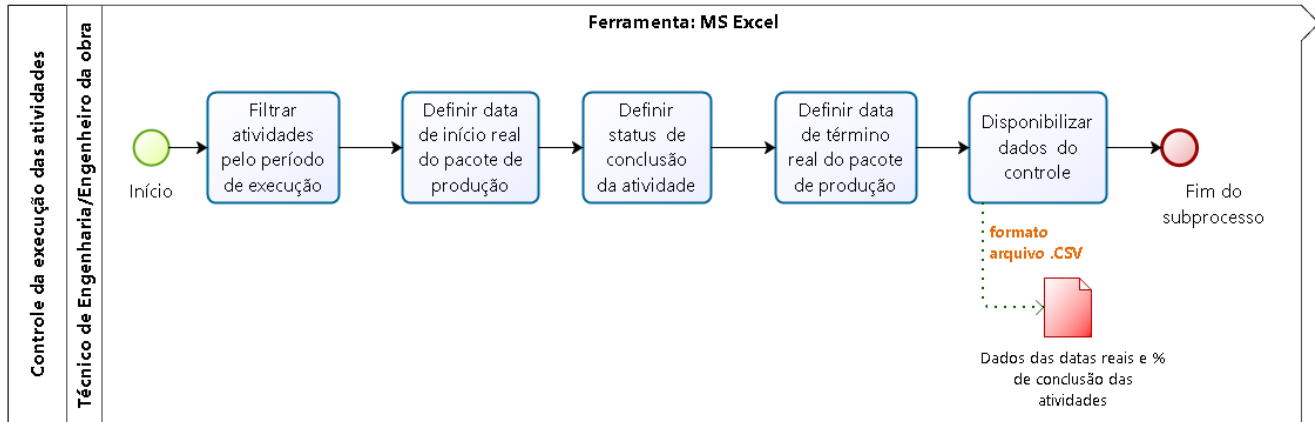 Controle da execução das atividades
Técnico de Engenharia/Engenheiro da obra
Ferramenta: MS Excel
Início
Filtrar
atividades
pelo período
de execução
Definir data
de início real
do pacote de
produção
Definir
status de
conclusão
da atividade
Definir data
de término
real do pacote
de produção
Disponibilizar
dados do
controle
Fim do
subprocesso
formato
arquivo .CSV
Dados das datas reais e %
de conclusão das
atividades